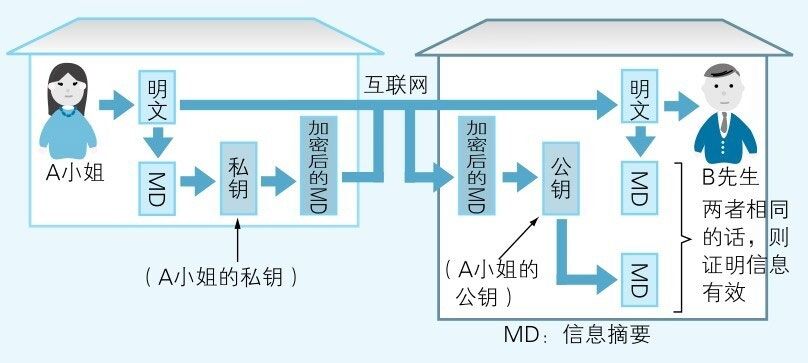 互联网
明文
A小姐
MD
私钥
加密后的MD
（A小姐的私钥）
加密后的MD
公钥
（A小姐的
公钥）
明文
MD
MD
B先生
两者相同
的话，则
证明信息
有效
MD：信息摘要